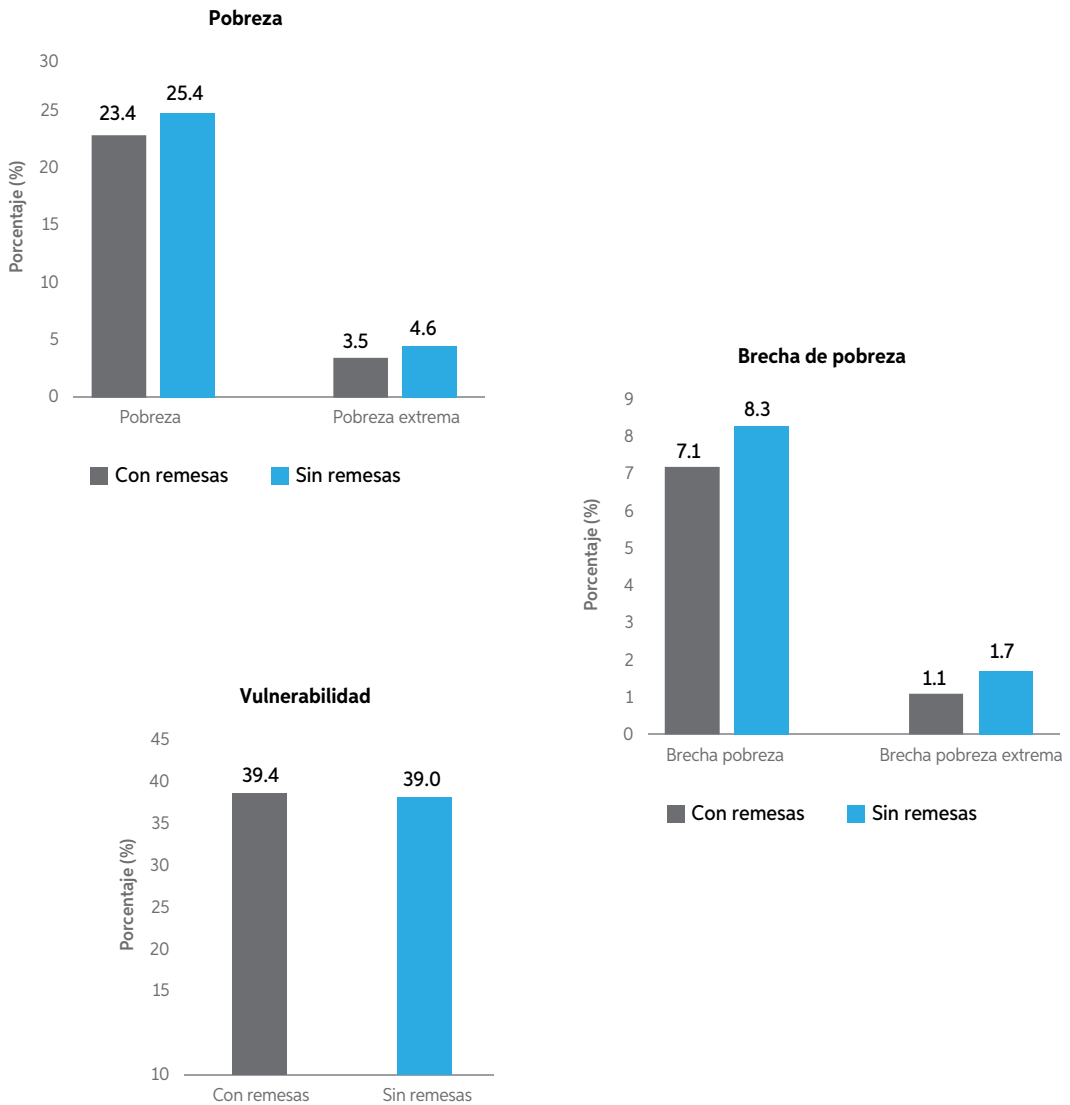 Pobreza
30
25
20
15
10
5
0
Porcentaje (%)
23.4
25.4
3.5
4.6
Pobreza
Pobreza extrema
Con remesas
Sin remesas
Brecha de pobreza
9
8
7
6
5
4
3
2
1
0
Porcentaje (%)
7.1
8.3
1.1
1.7
Brecha pobreza
Brecha pobreza extrema
Con remesas
Sin remesas
Vulnerabilidad
45
40
35
30
25
20
15
10
Porcentaje (%)
39.4
39.0
Con remesas
Sin remesas